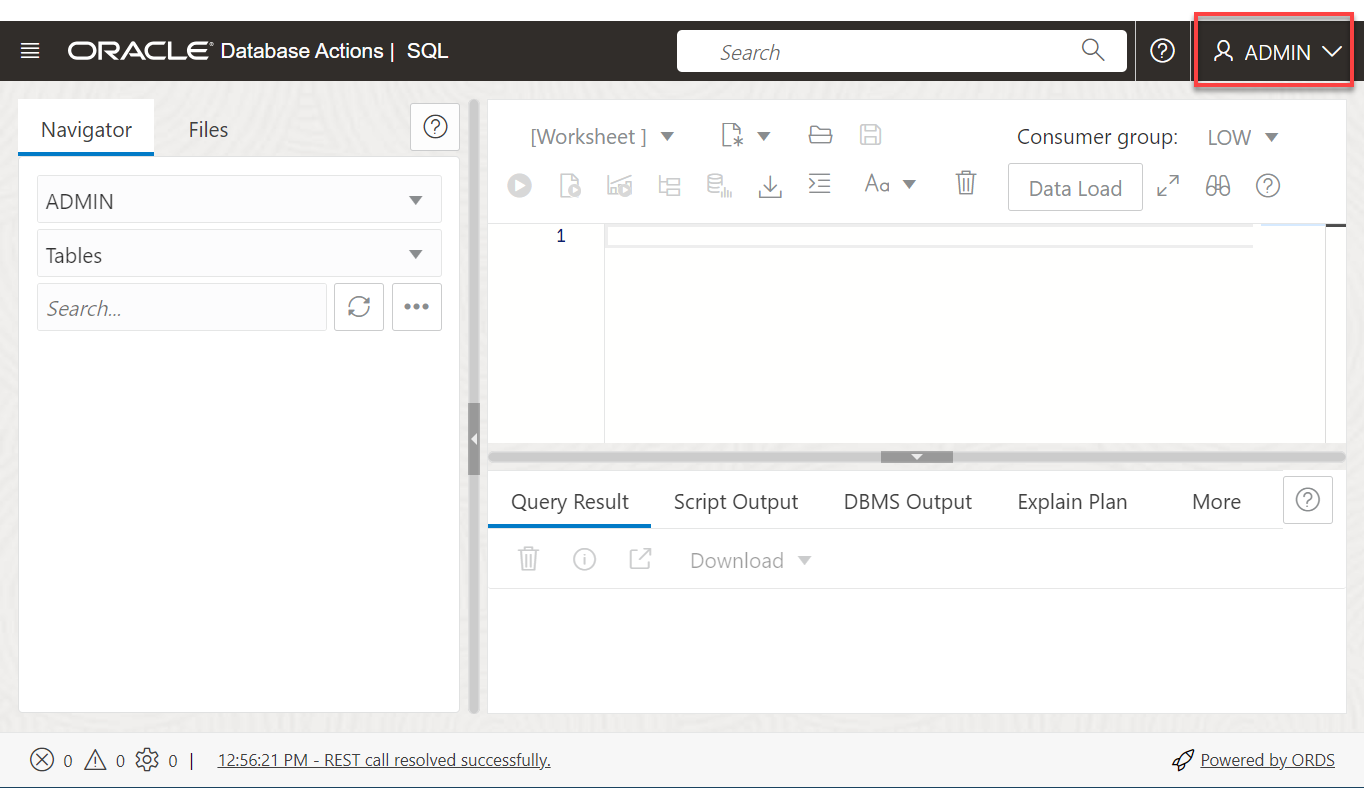 ORACLE® Database Actions | SQL
Search
ADMIN
Navigator
Files
ADMIN
Tables
Search...
[Worksheet ]
Consumer group:
LOW
Aa
Data Load
1
Query Result
Script Output
DBMS Output
Explain Plan
More
Download
0 0 0 | 12:56:21 PM - REST call resolved successfully.
Powered by ORDS